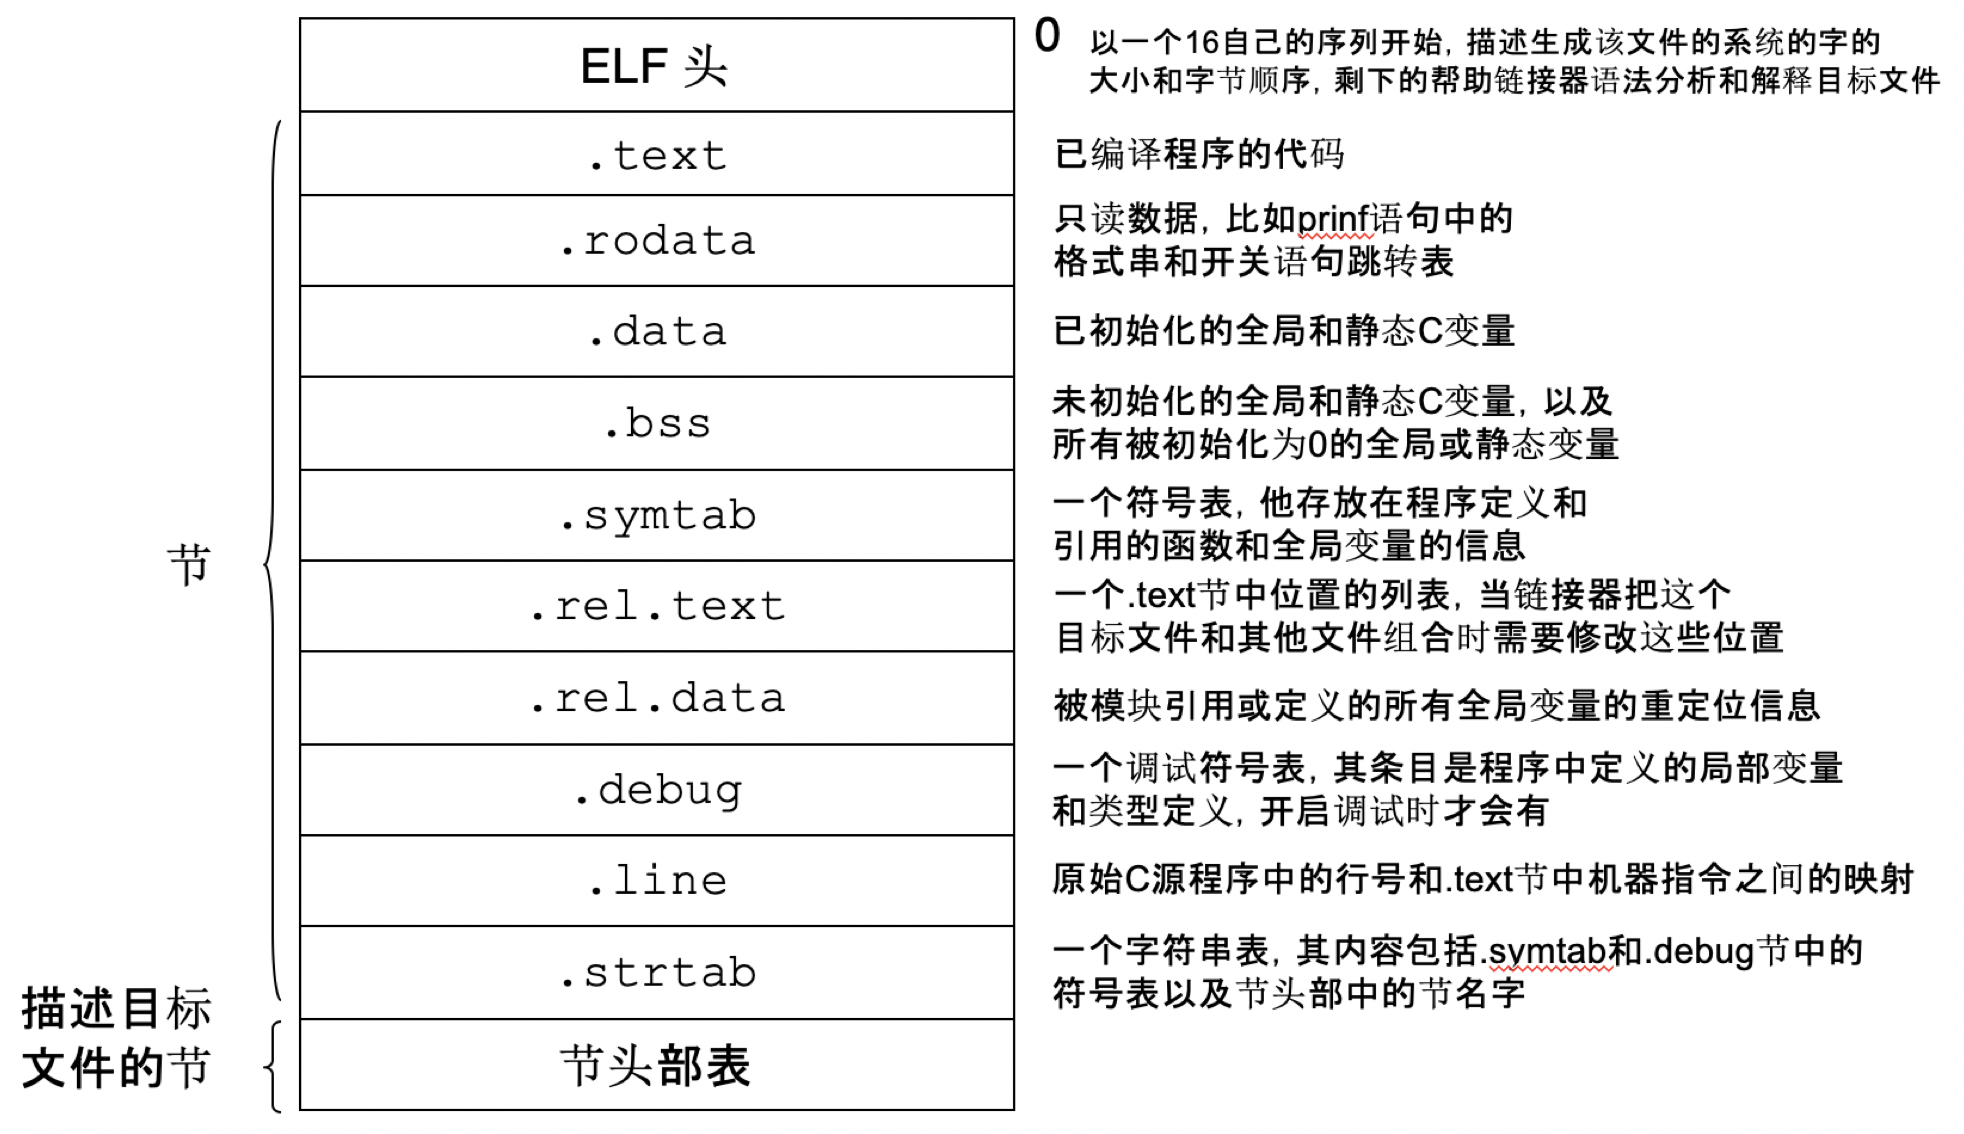 ELF 头
0
以一个16自己的序列开始, 描述生成该文件的系统的字的
大小和字节顺序, 剩下的帮助链接器语法分析和解释目标文件
.text
已编译程序的代码
.rodata
只读数据, 比如prinf语句中的
格式串和开关语句跳转表
.data
已初始化的全局和静态C变量
.bss
未初始化的全局和静态C变量, 以及
所有被初始化为0的全局或静态变量
.symtab
一个符号表, 他存放在程序定义和
引用的函数和全局变量的信息
节
.rel.text
一个.text节中位置的列表, 当链接器把这个
目标文件和其他文件组合时需要修改这些位置
.rel.data
被模块引用或定义的所有全局变量的重定位信息
.debug
一个调试符号表, 其条目是程序中定义的局部变量
和类型定义, 开启调试时才会有
.line
原始C源程序中的行号和.text节中机器指令之间的映射
.strtab
一个字符串表, 其内容包括.symtab和.debug节中的
符号表以及节头部中的节名字
描述目标
文件的节
节头部表